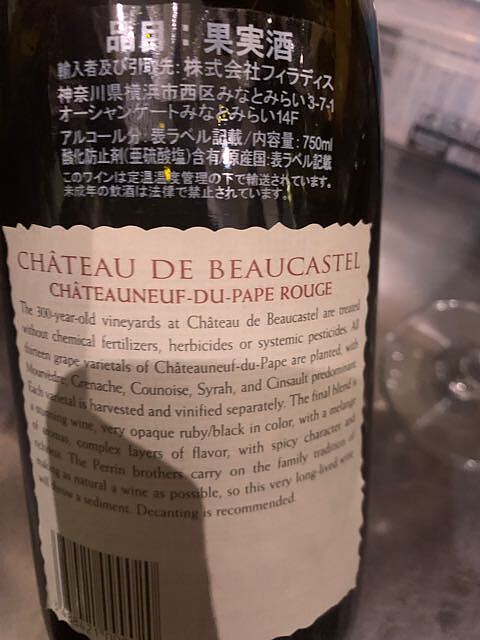 品目：果実酒
輸入者及び引取先：株式会社フィラディス
神奈川県横浜市西区みなとみらい3-7-1
オーシャンゲートみなとみらい14F
アルコール分：表ラベル記載/内容量：750ml
酸化防止剤(亜硫酸塩)含有/原産国：表ラベル記載
このワインは定温湿度管理の下で輸送されています。
未成年の飲酒は法律で禁止されています。
CHÂTEAU DE BEAUCASTEL
CHÂTEAUNEUF-DU-PAPE ROUGE
The 300-year-old vineyards at Château de Beaucastel are treated
without chemical fertilizers, herbicides or systemic pesticides. All
thirteen grape varietals of Châteauneuf-du-Pape are planted, with
Mourvèdre, Grenache, Counoise, Syrah, and Cinsault predominant.
Each varietal is harvested and vinified separately. The final blend is
a stunning wine, very opaque ruby/black in color, with a melange
of aromas, complex layers of flavor, with spicy character and
richness. The Perrin brothers carry on the family tradition of
making as natural a wine as possible, so this very long-lived wine
will throw a sediment. Decanting is recommended.